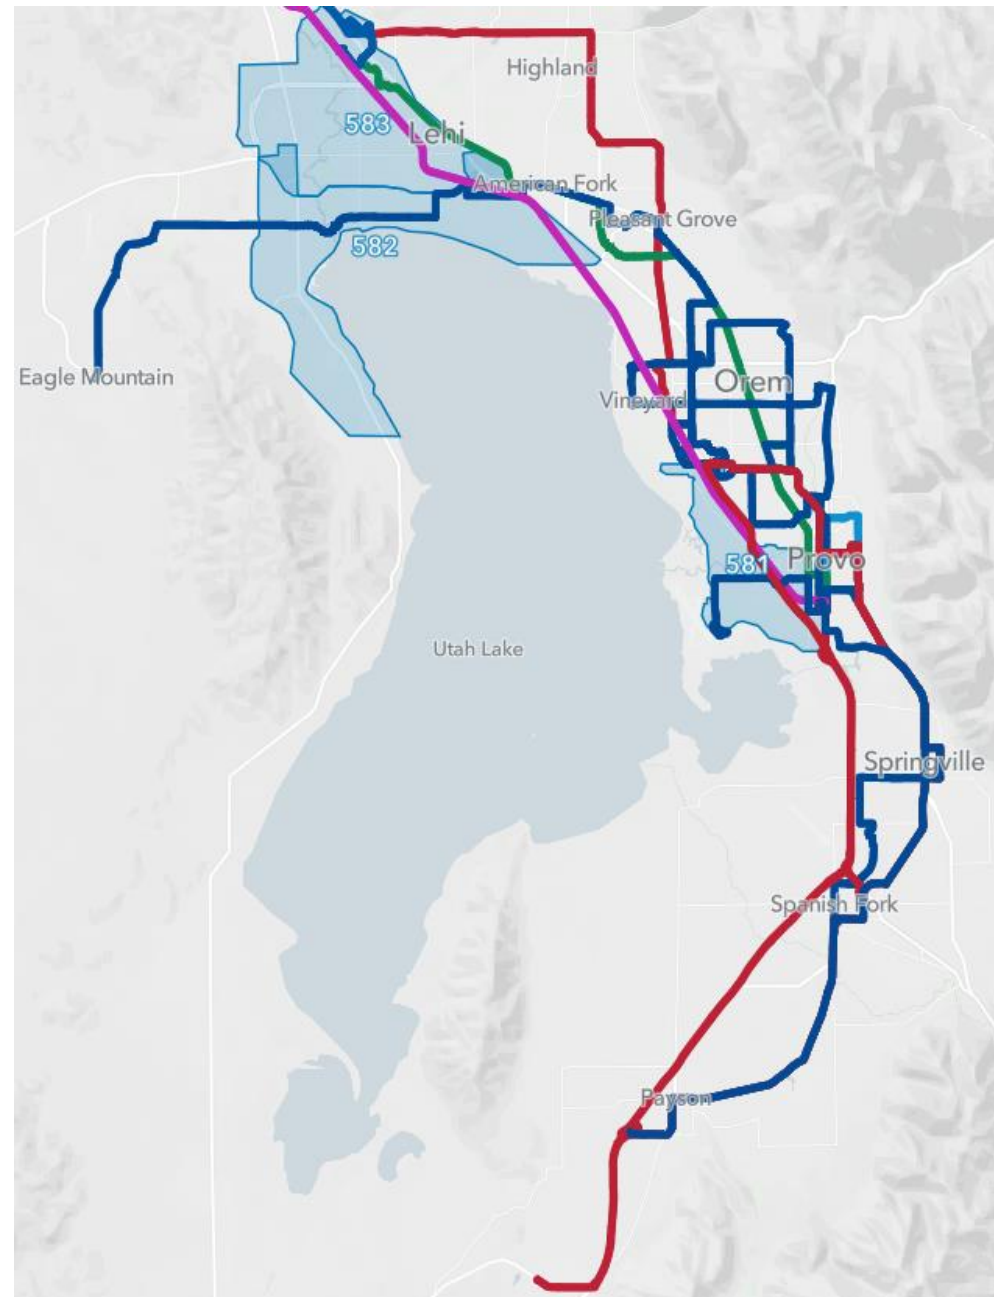 Highland
583
Lehi
American Fork
Pleasant Grove
582
Eagle Mountain
Orem
Vineyard
Provo
581
Utah Lake
Springville
Spanish Fork
Payson